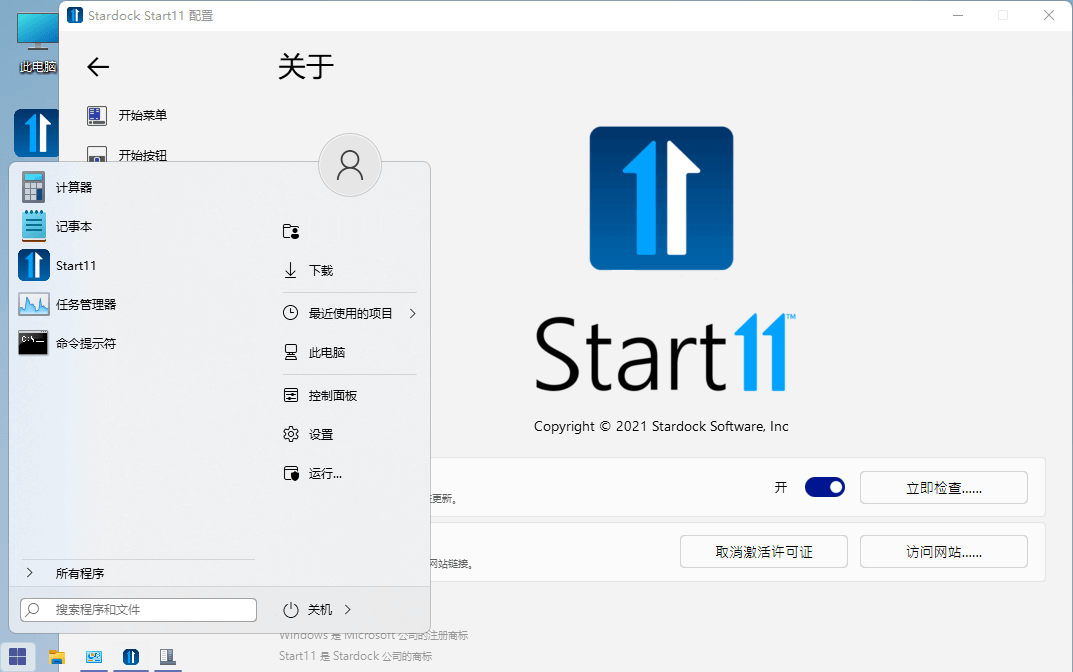 此电脑
Stardock Start11 配置
关于
开始菜单
开始按钮
计算器
记事本
Start11
任务管理器
命令提示符
所有程序
搜索程序和文件
下载
最近使用的项目
此电脑
控制面板
设置
运行...
关机
Start11™
Copyright © 2021 Stardock Software, Inc
更新。
开
立即检查......
网站链接。
取消激活许可证
访问网站......
Windows 是 Microsoft 公司的注册商标
Start11 是 Stardock 公司的商标